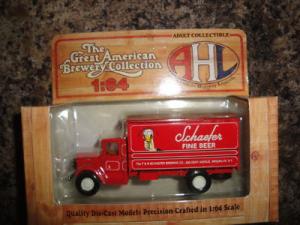 ADULT COLLECTIBLE
The
Great American
Brewery Collection
1:64
AHL
Schaefer
FINE BEER
Quality Die-Cast Models Precision Crafted in 1:64 Scale